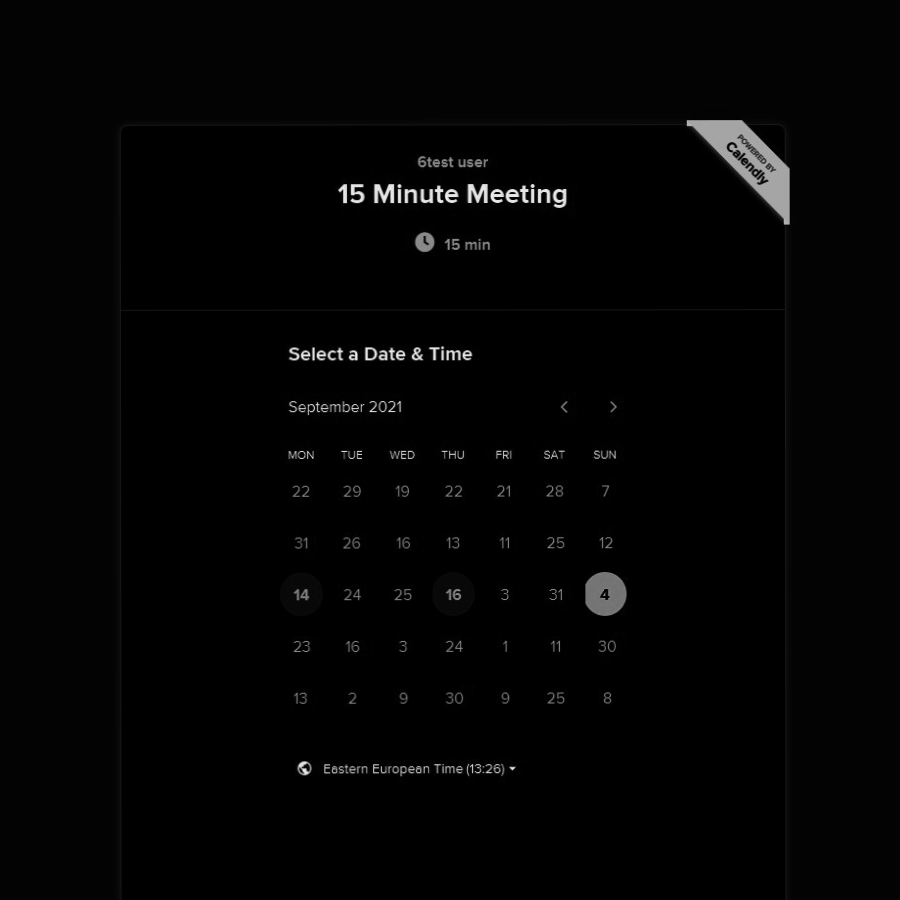 POWERED BY
Calendly
6test user
15 Minute Meeting
15 min
Select a Date & Time
September 2021
MON TUE WED THU FRI SAT SUN
22 29 19 22 21 28 7
31 26 16 13 11 25 12
14 24 25 16 3 31 4
23 16 3 24 1 11 30
13 2 9 30 9 25 8
Eastern European Time (13:26)